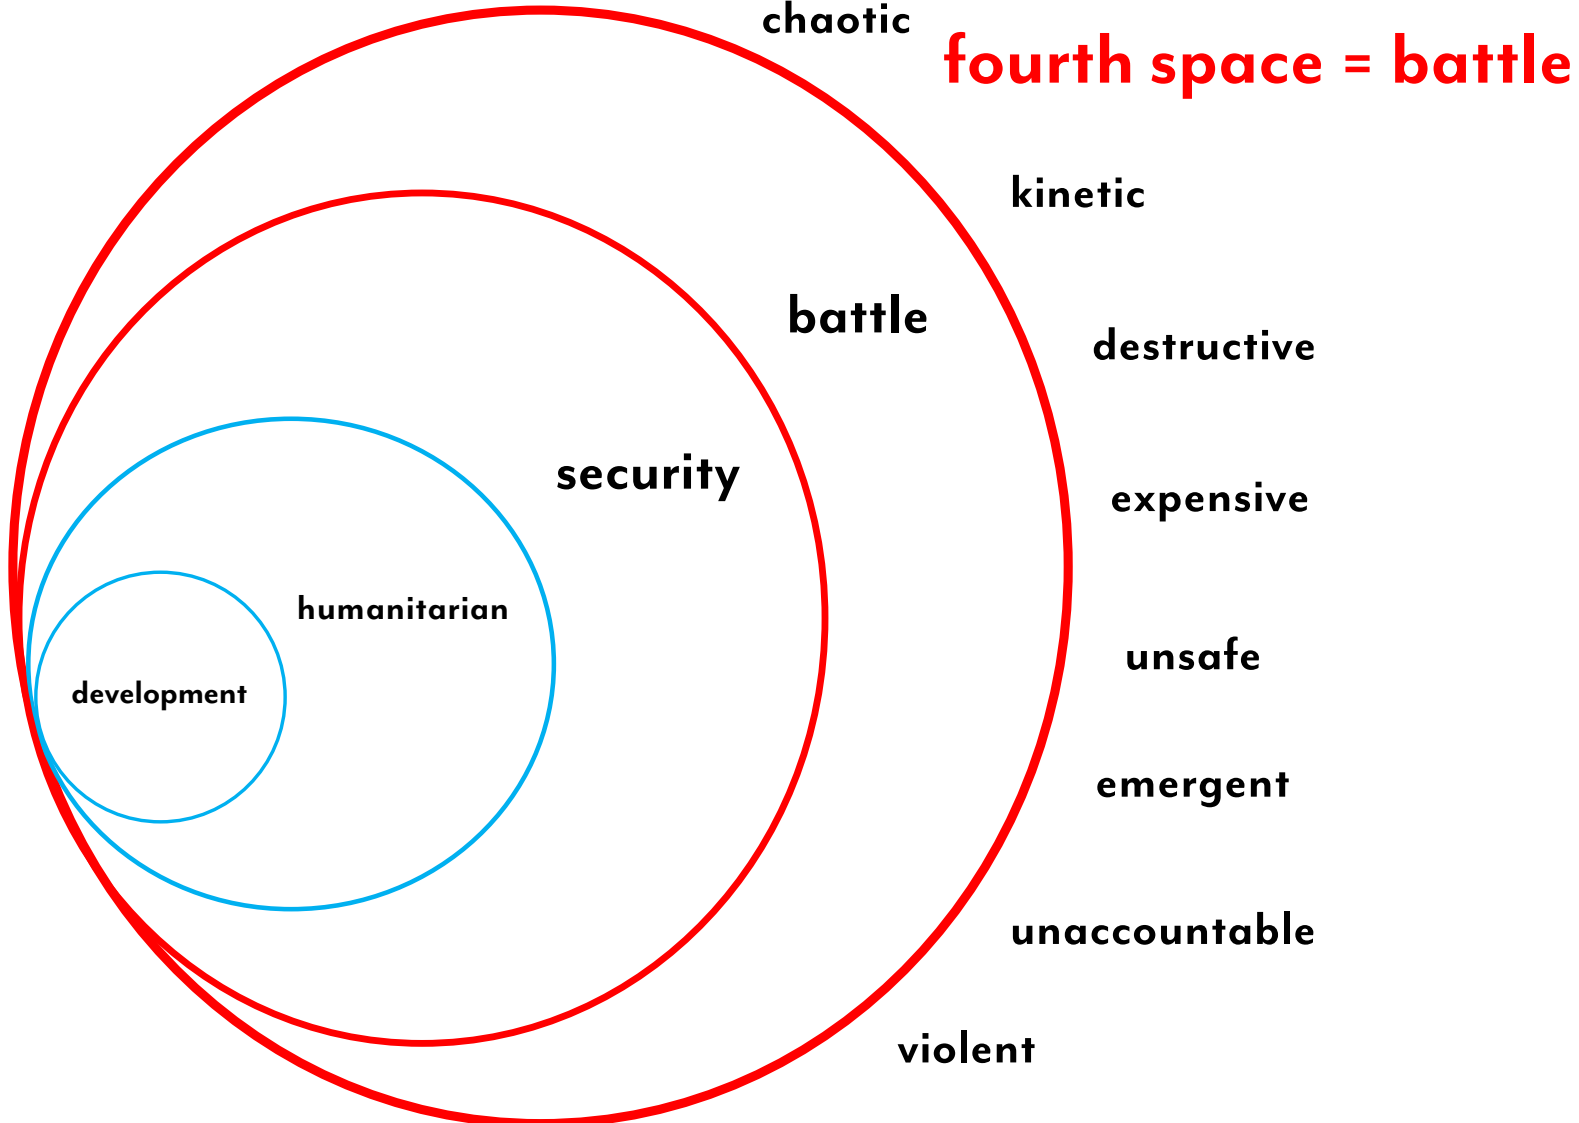 chaotic
fourth space = battle
kinetic
battle
destructive
security
expensive
humanitarian
unsafe
development
emergent
unaccountable
violent